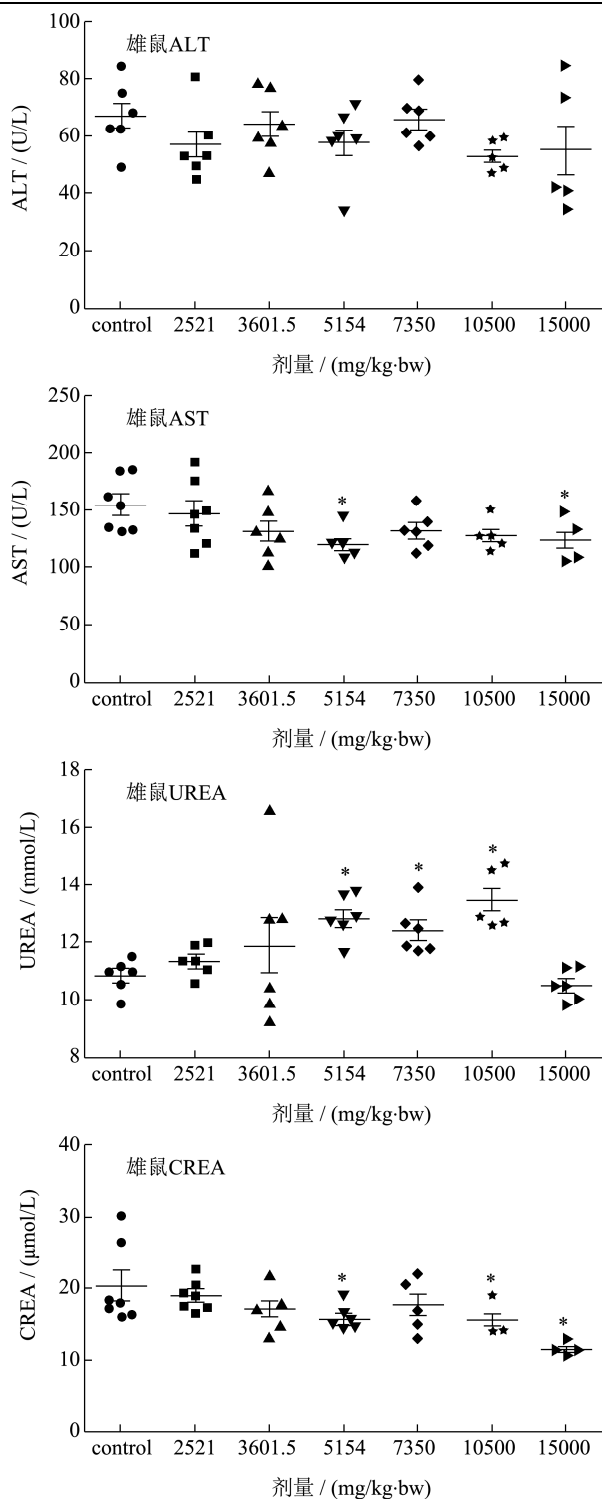 100
雄鼠ALT
80
60
40
20
0
ALT / (U/L)
control 2521 3601.5 5154 7350 10500 15000
剂量 / (mg/kg·bw)
250
雄鼠AST
200
150
100
50
0
AST / (U/L)
* *
control 2521 3601.5 5154 7350 10500 15000
剂量 / (mg/kg·bw)
18
雄鼠UREA
16
14
12
10
8
UREA / (mmol/L)
* * *
control 2521 3601.5 5154 7350 10500 15000
剂量 / (mg/kg·bw)
40
雄鼠CREA
30
20
10
0
CREA / (μmol/L)
* * *
control 2521 3601.5 5154 7350 10500 15000
剂量 / (mg/kg·bw)